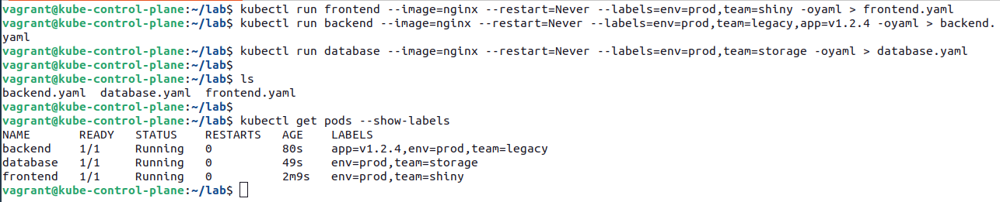 vagrant@kube-control-plane:~/lab$ kubectl run frontend --image=nginx --restart=Never --labels=env=prod,team=shiny -oyaml > frontend.yaml
vagrant@kube-control-plane:~/lab$ kubectl run backend --image=nginx --restart=Never --labels=env=prod,team=legacy,app=v1.2.4 -oyaml > backend.
yaml
vagrant@kube-control-plane:~/lab$ kubectl run database --image=nginx --restart=Never --labels=env=prod,team=storage -oyaml > database.yaml
vagrant@kube-control-plane:~/lab$
vagrant@kube-control-plane:~/lab$ ls
backend.yaml  database.yaml  frontend.yaml
vagrant@kube-control-plane:~/lab$
vagrant@kube-control-plane:~/lab$ kubectl get pods --show-labels
NAME       READY   STATUS    RESTARTS   AGE    LABELS
backend    1/1     Running   0          80s    app=v1.2.4,env=prod,team=legacy
database   1/1     Running   0          49s    env=prod,team=storage
frontend   1/1     Running   0          2m9s   env=prod,team=shiny
vagrant@kube-control-plane:~/lab$